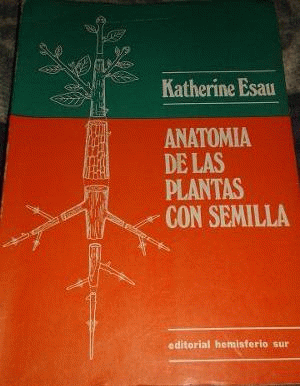 Katherine Esau
ANATOMIA
DE LAS
PLANTAS
CON SEMILLA
editorial hemisferio sur